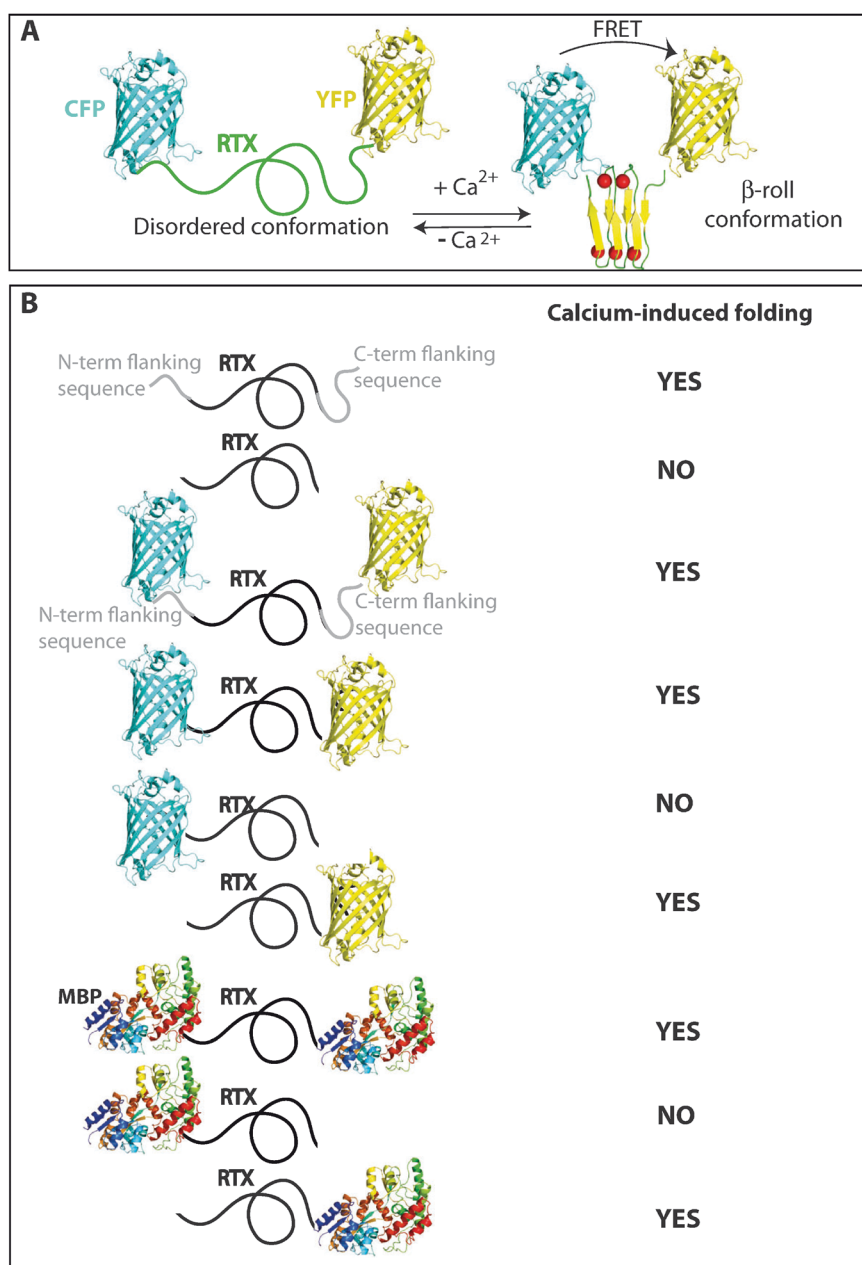 A
FRET
CFP
YFP
RTX
+ Ca2+
Disordered conformation
- Ca2+
β-roll
conformation
B
Calcium-induced folding
N-term flanking
sequence
RTX
C-term flanking
sequence
YES
RTX
NO
RTX
N-term flanking
sequence
C-term flanking
sequence
YES
RTX
YES
RTX
NO
RTX
YES
MBP
RTX
YES
RTX
NO
RTX
YES